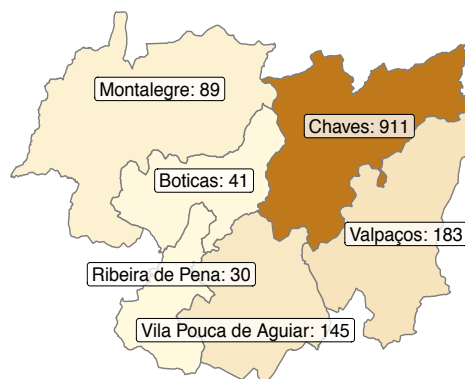 Montalegre: 89
Chaves: 911
Boticas: 41
Valpaços: 183
Ribeira de Pena: 30
Vila Pouca de Aguiar: 145